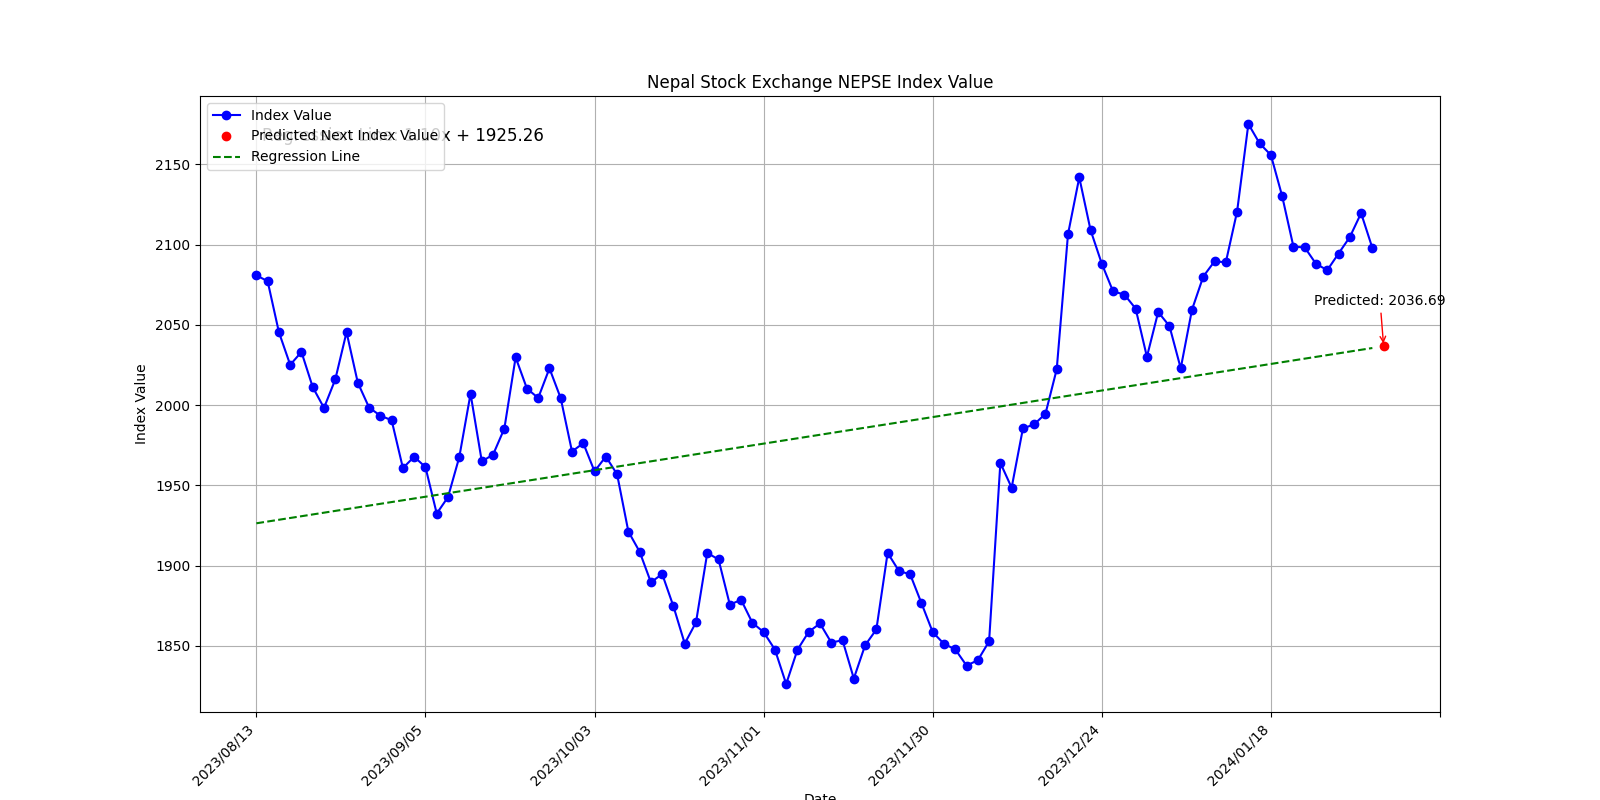 Nepal Stock Exchange NEPSE Index Value
Index Value
Predicted Next Index Value
x + 1925.26
Regression Line
2150
2100
2050
2000
1950
1900
1850
Index Value
Predicted: 2036.69
2023/08/13
2023/09/05
2023/10/03
2023/11/01
2023/11/30
2023/12/24
2024/01/18
Date